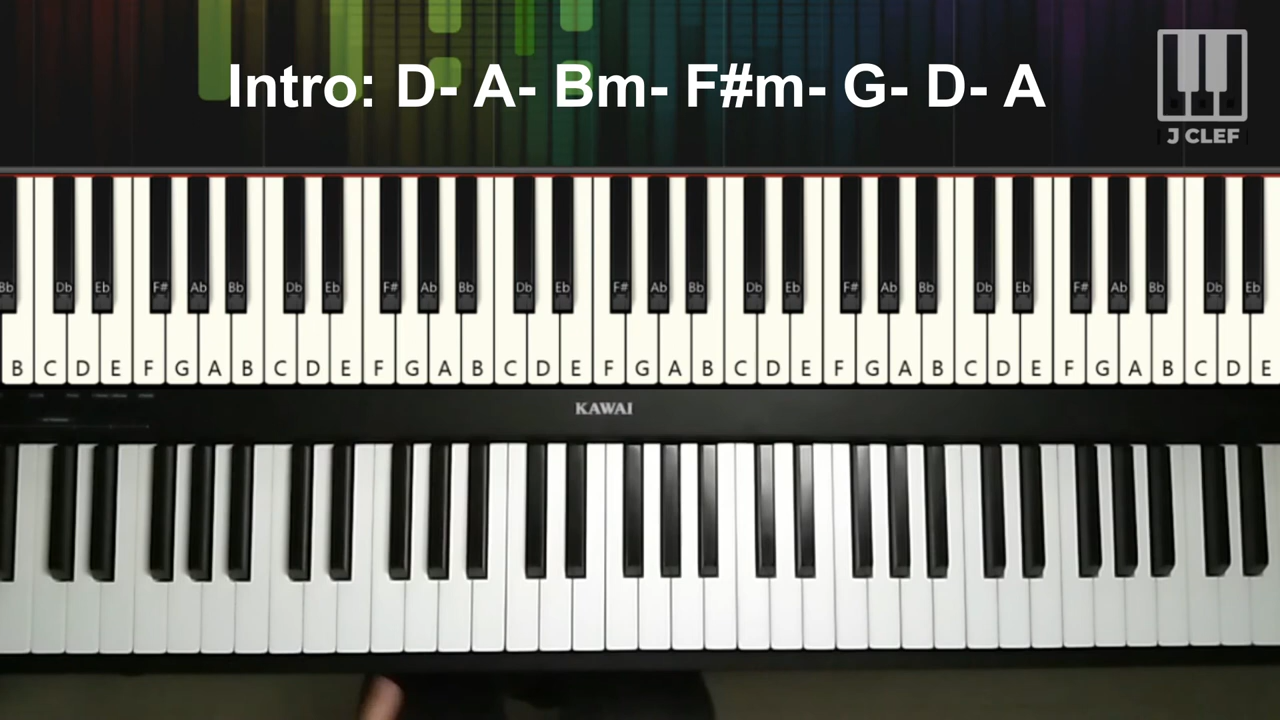 Intro: D- A- Bm- F#m- G- D- A
J CLEF
Bb Db Eb F# Ab Bb Db Eb F# Ab Bb Db Eb F# Ab Bb Db Eb F# Ab Bb Db Eb F# Ab Bb Db Eb
B C D E F G A B C D E F G A B C D E F G A B C D E F G A B C D E F G A B C D E
KAWAI